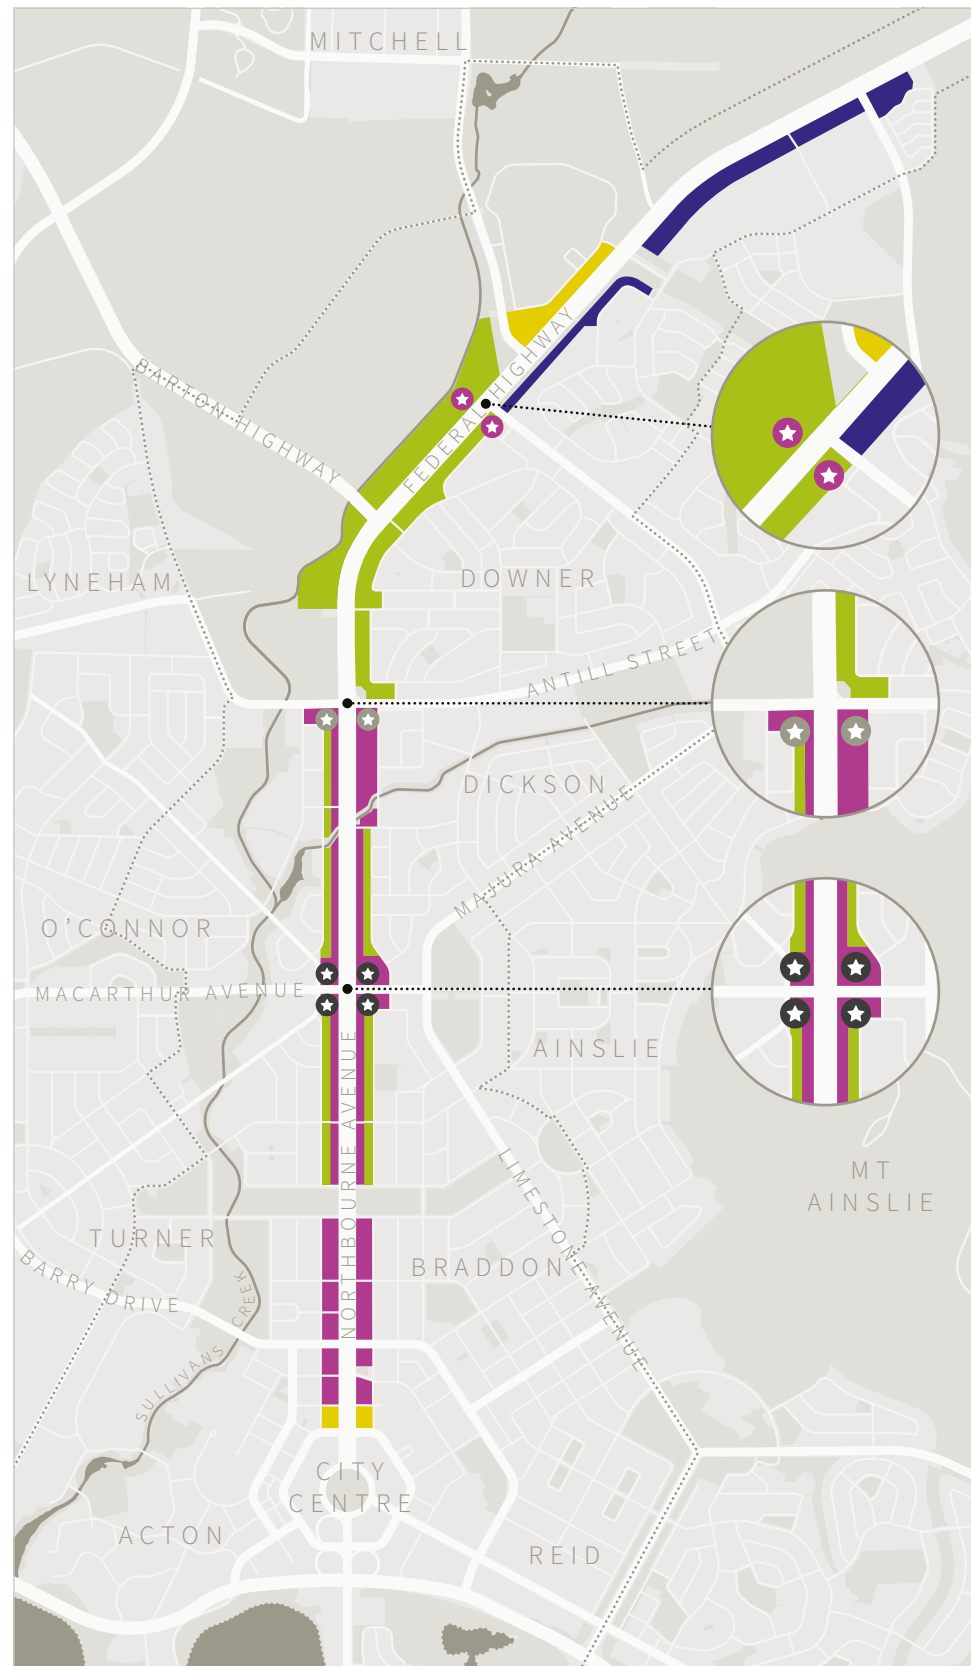 MITCHELL
BARTON HIGHWAY
FEDERAL HIGHWAY
LYNEHAM
DOWNER
ANTILL STREET
DICKSON
MAJURA AVENUE
O'CONNOR
MACARTHUR AVENUE
AINSLIE
NORTHBOURNE AVENUE
MT
AINSLIE
LIMESTONE AVENUE
TURNER
BRADDON
BARRY DRIVE
SULLIVANS CREEK
CITY
CENTRE
ACTON
REID